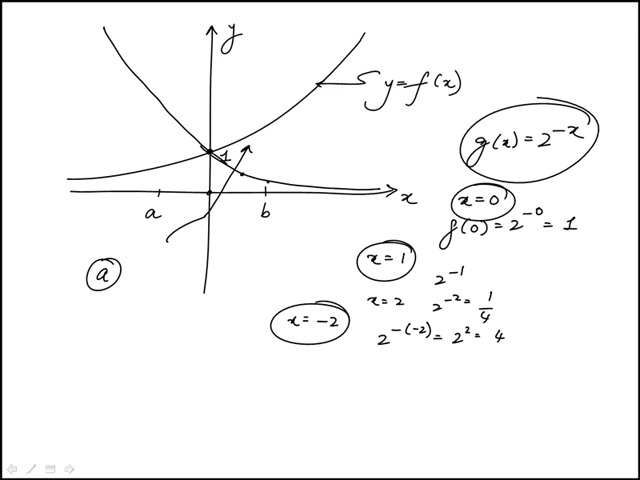 y
y=f(x)
1
g(x) = 2^{-x}
a b x
x=0
f(0) = 2^{-0} = 1
x=1
2^{-1}
a
x=2 2^{-2} = 1/4
x=-2
2^{-(-2)} = 2^2 = 4